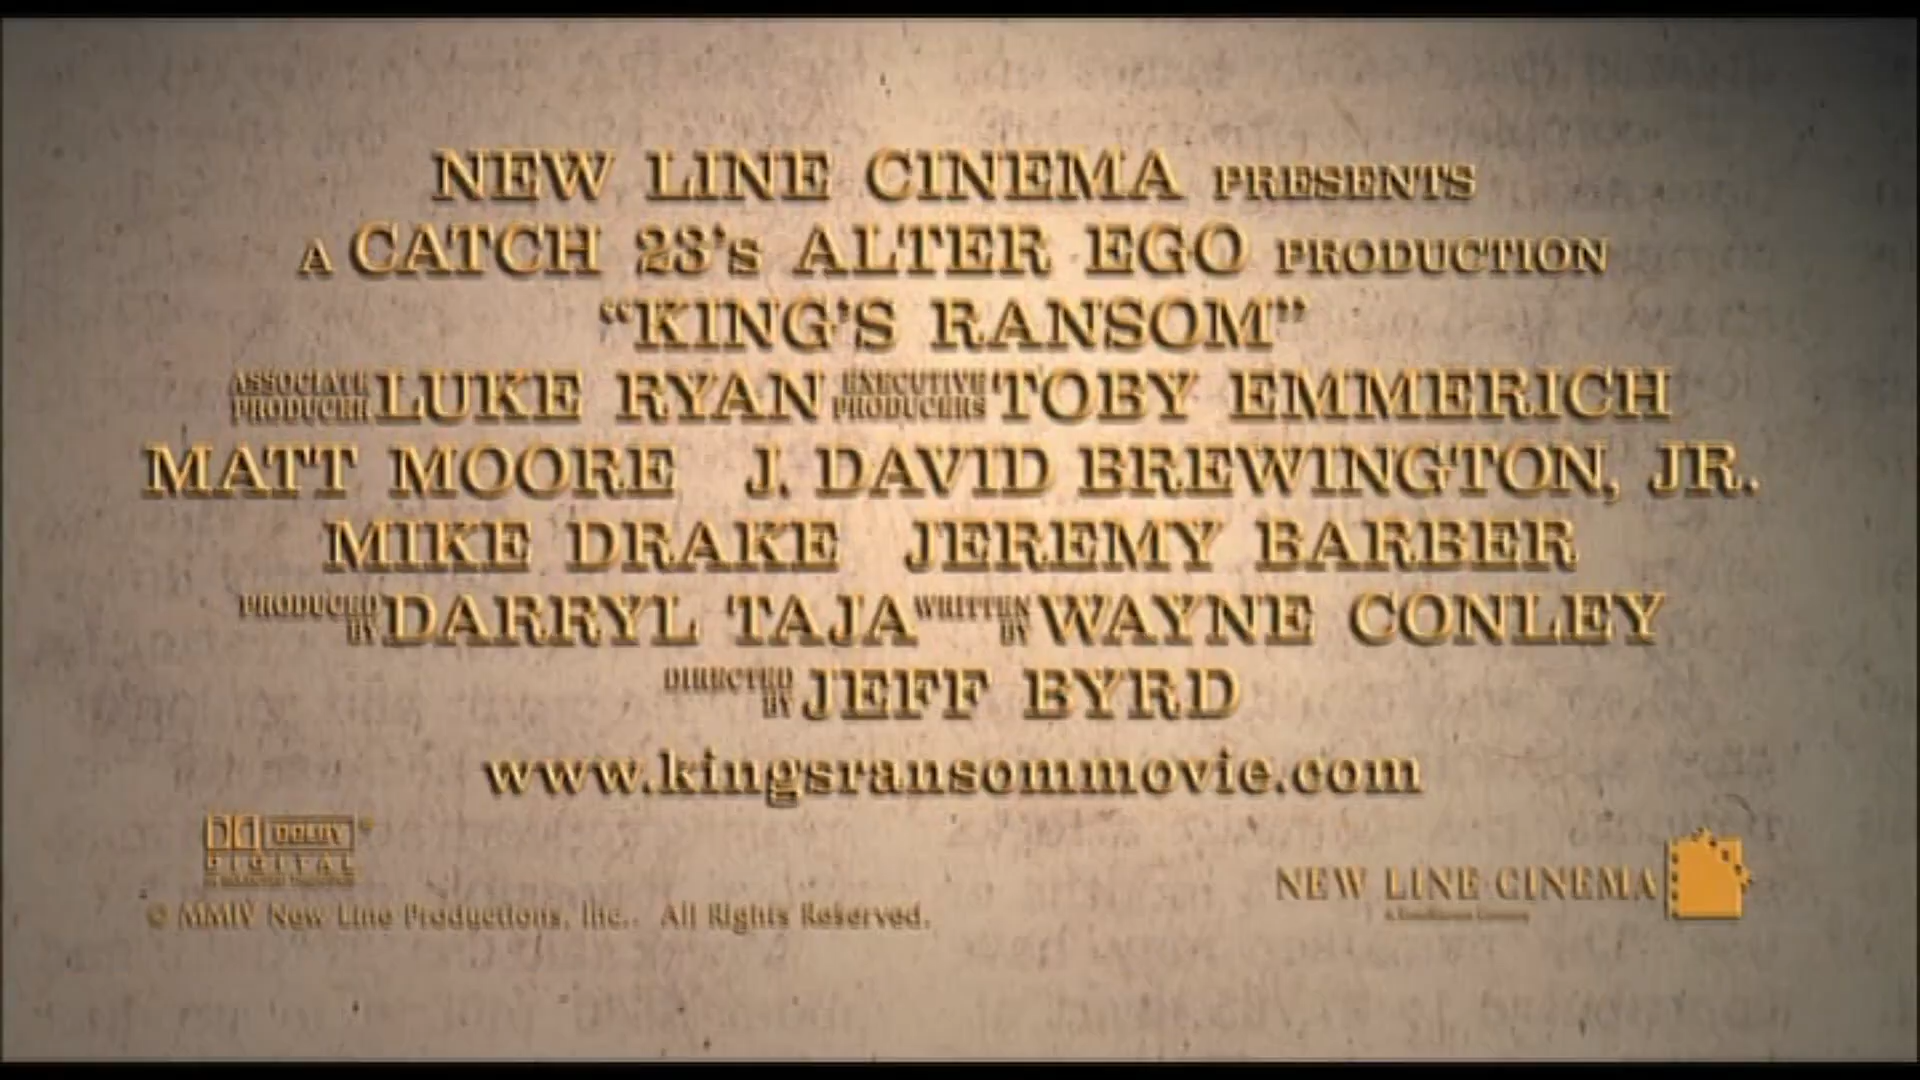 NEW LINE CINEMA PRESENTS
A CATCH 23's ALTER EGO PRODUCTION
“KING'S RANSOM”
ASSOCIATE PRODUCER LUKE RYAN EXECUTIVE PRODUCERS TOBY EMMERICH
MATT MOORE J. DAVID BREWINGTON, JR.
MIKE DRAKE JEREMY BARBER
PRODUCED BY DARRYL TAJA WRITTEN BY WAYNE CONLEY
DIRECTED BY JEFF BYRD
www.kingsransommovie.com
DOLBY
DIGITAL
NEW LINE CINEMA
© MMIV New Line Productions, Inc.. All Rights Reserved.